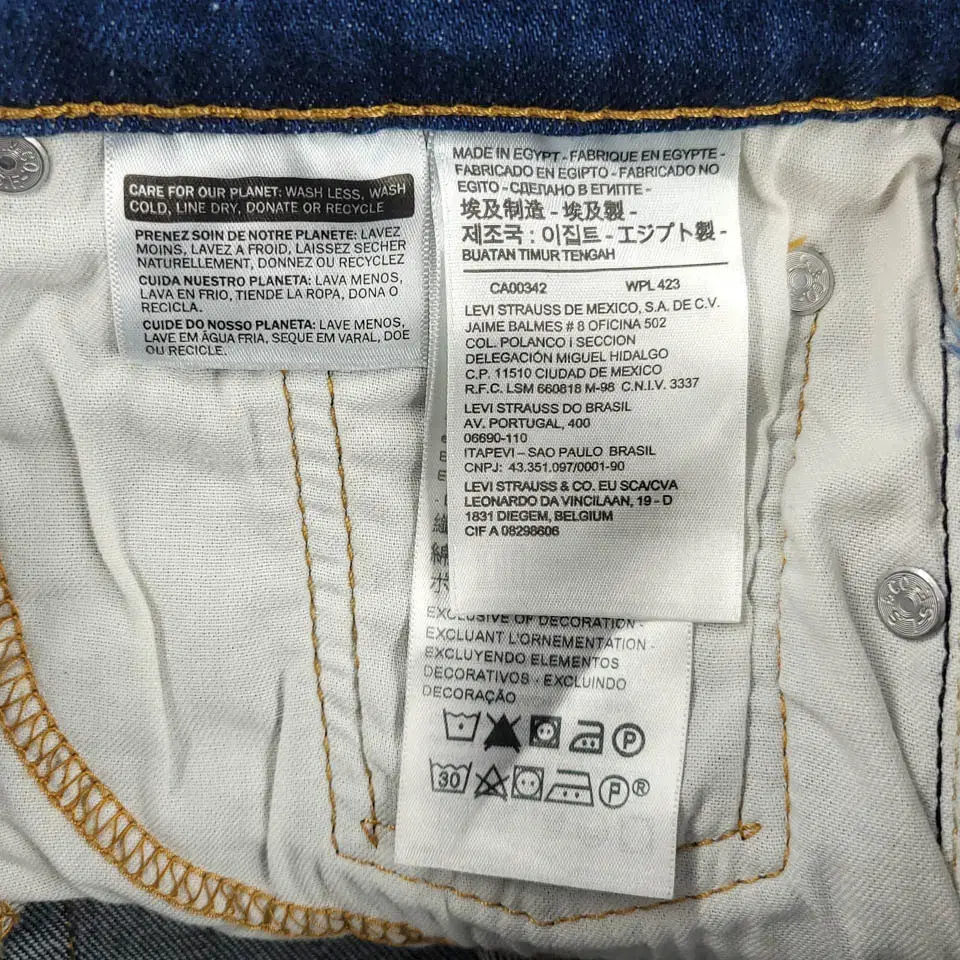 CARE FOR OUR PLANET: WASH LESS, WASH
COLD, LINE DRY, DONATE OR RECYCLE
PRENEZ SOIN DE NOTRE PLANETE: LAVEZ
MOINS, LAVEZ A FROID, LAISSEZ SECHER
NATURELLEMENT, DONNEZ OU RECYCLEZ
CUIDA NUESTRO PLANETA: LAVA MENOS,
LAVA EN FRIO, TIENDE LA ROPA, DONA O
RECICLA.
CUIDE DO NOSSO PLANETA: LAVE MENOS,
LAVE EM ÁGUA FRIA, SEQUE EM VARAL, DOE
OU RECICLE.
MADE IN EGYPT - FABRIQUE EN EGYPTE -
FABRICADO EN EGIPTO - FABRICADO NO
EGITO - СДЕЛАНО В ЕГИПТЕ -
埃及制造 - 埃及製 -
제조국 : 이집트 - エジプト製 -
BUATAN TIMUR TENGAH
CA00342 WPL 423
LEVI STRAUSS DE MEXICO, S.A. DE C.V.
JAIME BALMES # 8 OFICINA 502
COL. POLANCO I SECCION
DELEGACIÓN MIGUEL HIDALGO
C.P. 11510 CIUDAD DE MEXICO
R.F.C. LSM 660818 M-98 C.N.I.V. 3337
LEVI STRAUSS DO BRASIL
AV. PORTUGAL, 400
06690-110
ITAPEVI – SAO PAULO BRASIL
CNPJ: 43.351.097/0001-90
LEVI STRAUSS & CO. EU SCA/CVA
LEONARDO DA VINCILAAN, 19 - D
1831 DIEGEM, BELGIUM
CIF A 08298606
EXCLUSIVE OF DECORATION -
EXCLUANT L'ORNEMENTATION -
EXCLUYENDO ELEMENTOS
DECORATIVOS - EXCLUINDO
DECORAÇÃO
P
30 P®